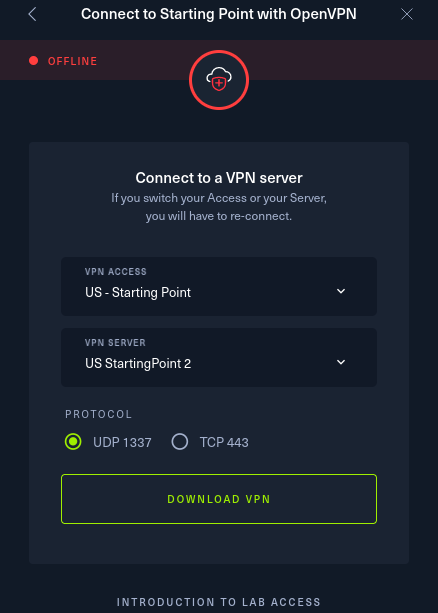 Connect to Starting Point with OpenVPN
OFFLINE
Connect to a VPN server
If you switch your Access or your Server,
you will have to re-connect.
VPN ACCESS
US - Starting Point
VPN SERVER
US StartingPoint 2
PROTOCOL
UDP 1337 TCP 443
DOWNLOAD VPN
INTRODUCTION TO LAB ACCESS